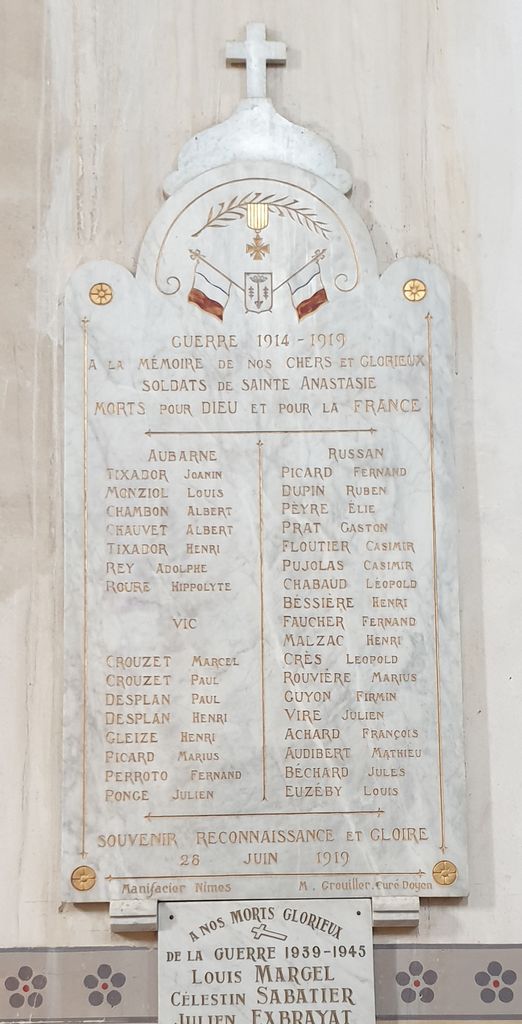 GUERRE 1914-1919
A LA MÉMOIRE DE NOS CHERS ET GLORIEUX
SOLDATS DE SAINTE ANASTASIE
MORTS POUR DIEU ET POUR LA FRANCE
AUBARNE
TIXADOR JOANIN
MONZIOL LOUIS
CHAMBON ALBERT
CHAUVET ALBERT
TIXADOR HENRI
REY ADOLPHE
ROURE HIPPOLYTE
VIC
CROUZET MARCEL
CROUZET PAUL
DESPLAN PAUL
DESPLAN HENRI
GLEIZE HENRI
PICARD MARIUS
PERROTO FERNAND
PONGE JULIEN
RUSSAN
PICARD FERNAND
DUPIN RUBEN
PEYRE ÉLIE
PRAT GASTON
FLOUTIER CASIMIR
PUJOLAS CASIMIR
CHABAUD LÉOPOLD
BÉSSIÈRE HENRI
FAUCHER FERNAND
MALZAC HENRI
CRÈS LEOPOLD
ROUVIÈRE MARIUS
GUYON FIRMIN
VIRE JULIEN
ACHARD FRANÇOIS
AUDIBERT MATHIEU
BÉCHARD JULES
EUZÉBY LOUIS
SOUVENIR RECONNAISSANCE ET GLOIRE
28 JUIN 1919
Manifacier Nimes
M. Grouiller. Curé Doyen
A NOS MORTS GLORIEUX
DE LA GUERRE 1939-1945
LOUIS MARGEL
CÉLESTIN SABATIER
JULIEN EXBRAYAT